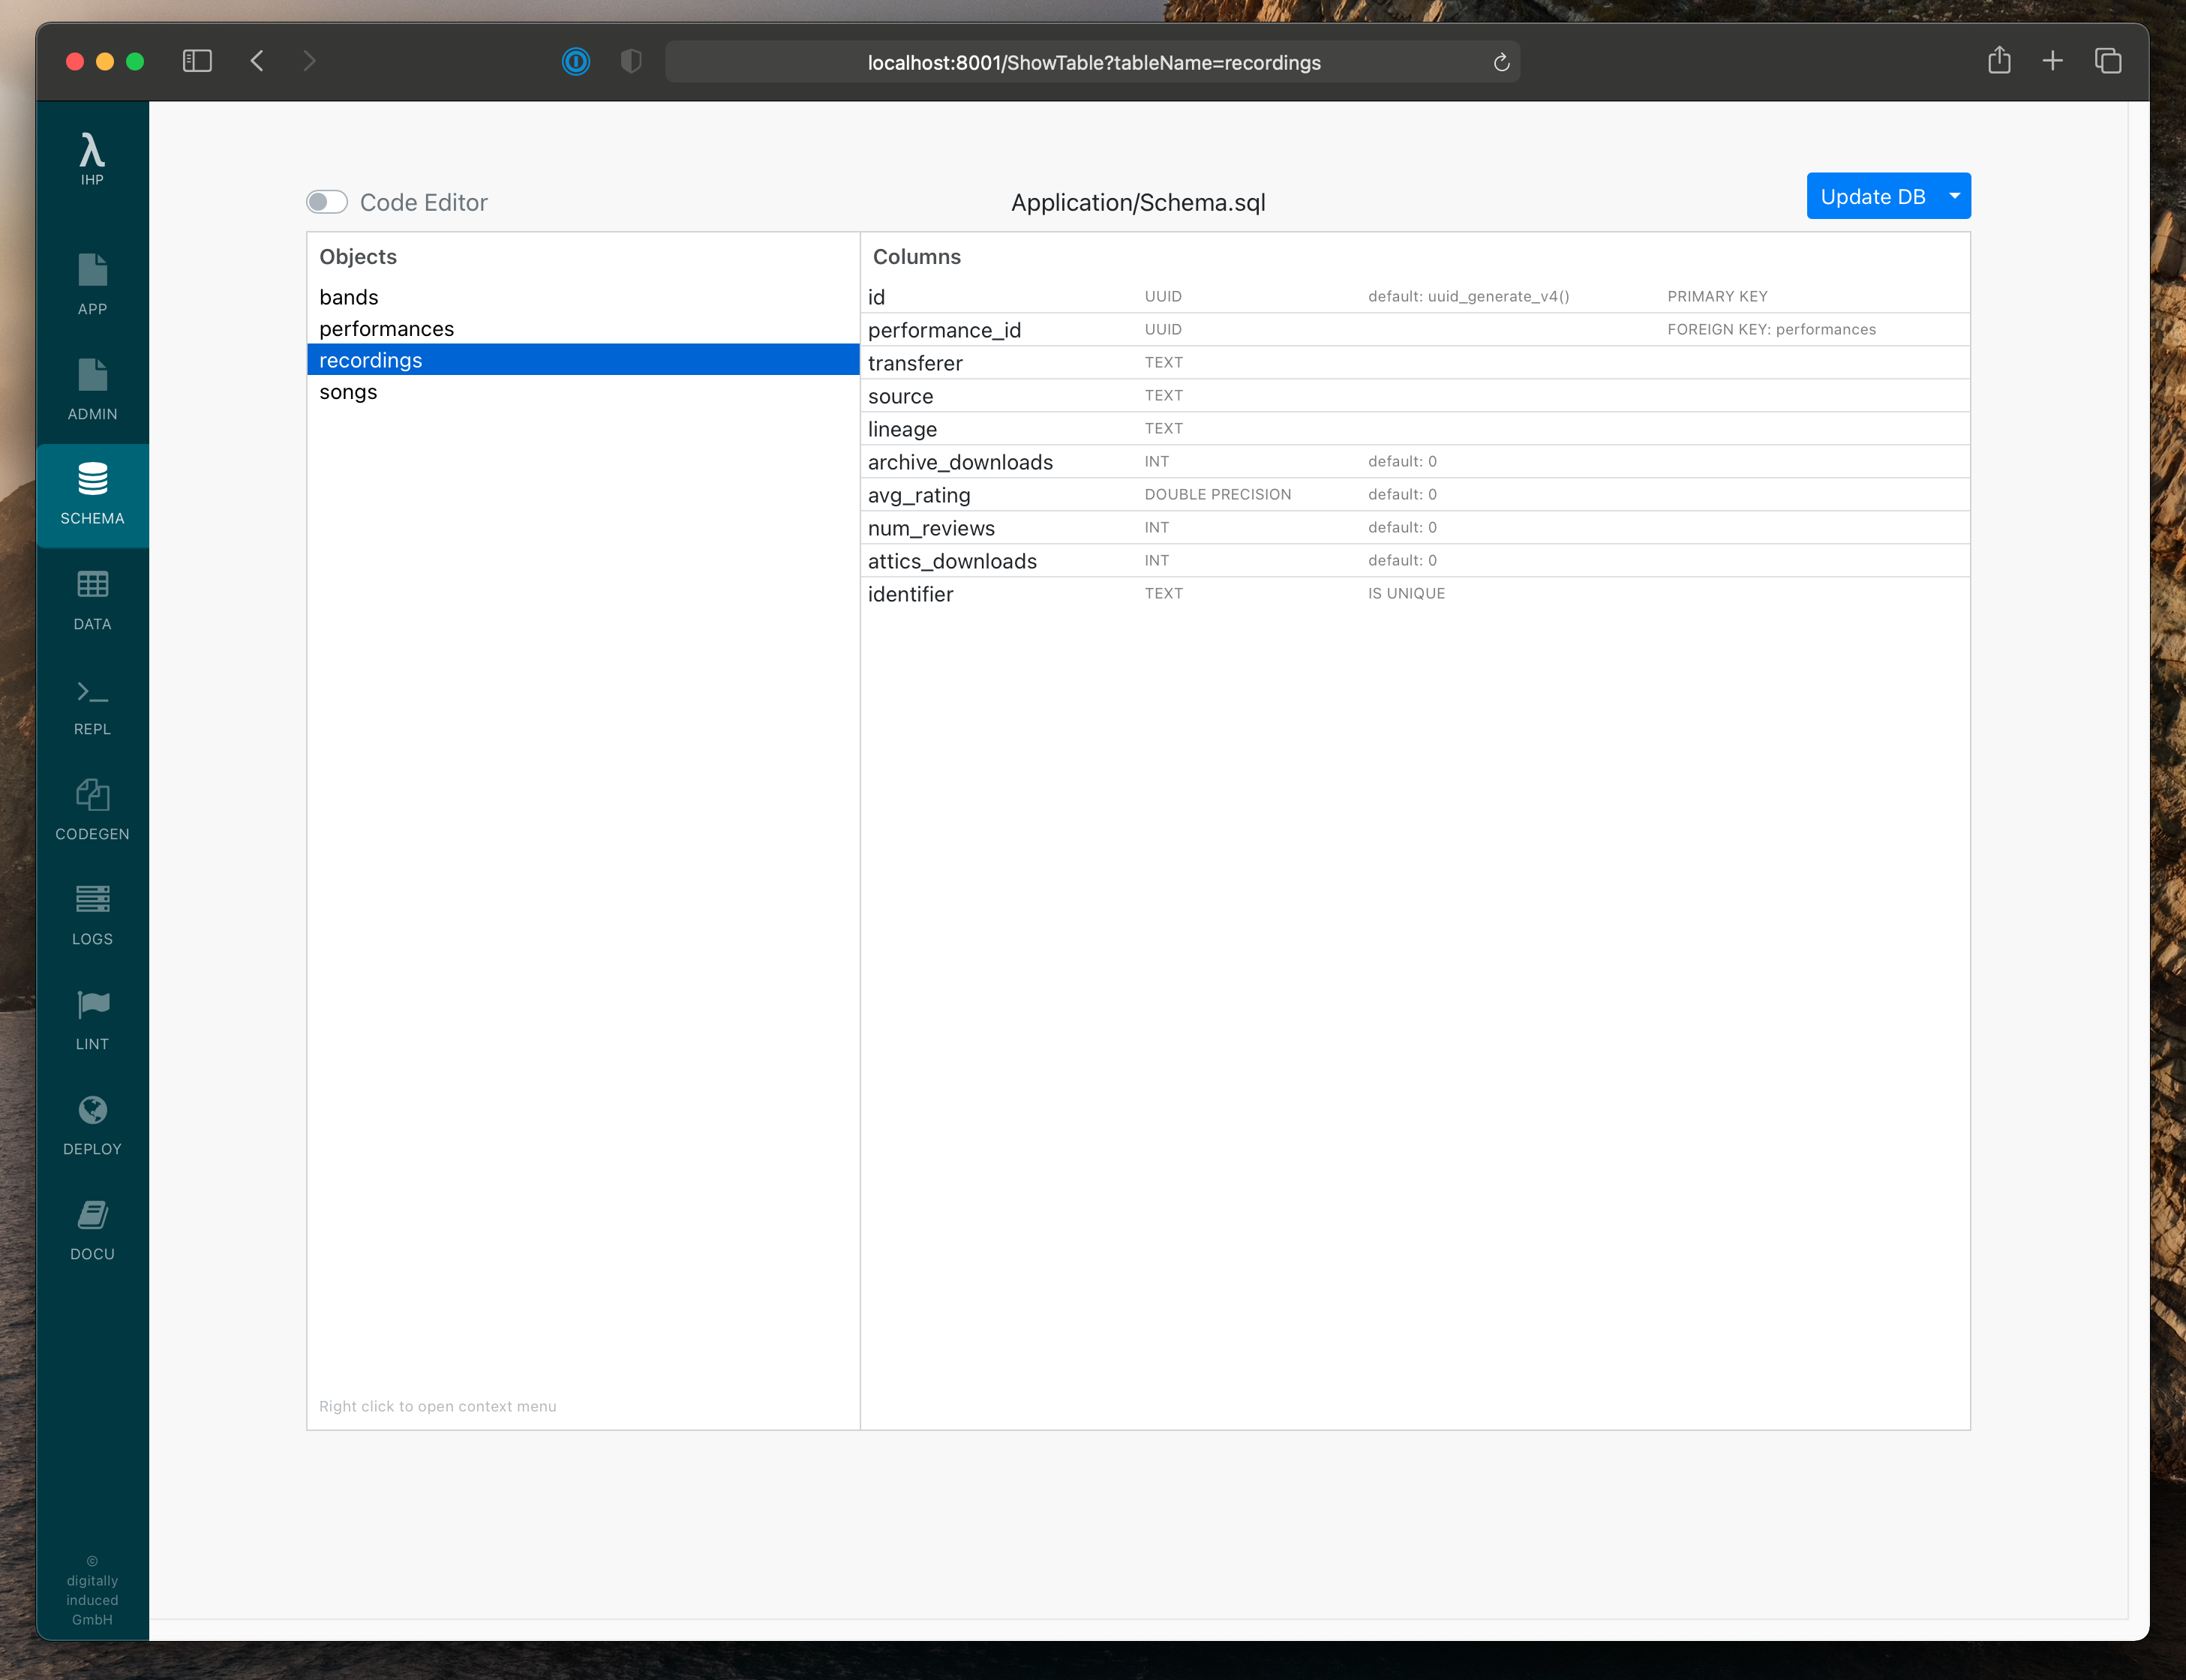 localhost:8001/ShowTable?tableName=recordings
λ
IHP
APP
ADMIN
SCHEMA
DATA
REPL
CODEGEN
LOGS
LINT
DEPLOY
DOCU
©
digitally
induced
GmbH
Code Editor
Application/Schema.sql
Update DB
Objects
bands
performances
recordings
songs
Right click to open context menu
Columns
id UUID default: uuid_generate_v4() PRIMARY KEY
performance_id UUID FOREIGN KEY: performances
transferer TEXT
source TEXT
lineage TEXT
archive_downloads INT default: 0
avg_rating DOUBLE PRECISION default: 0
num_reviews INT default: 0
attics_downloads INT default: 0
identifier TEXT IS UNIQUE